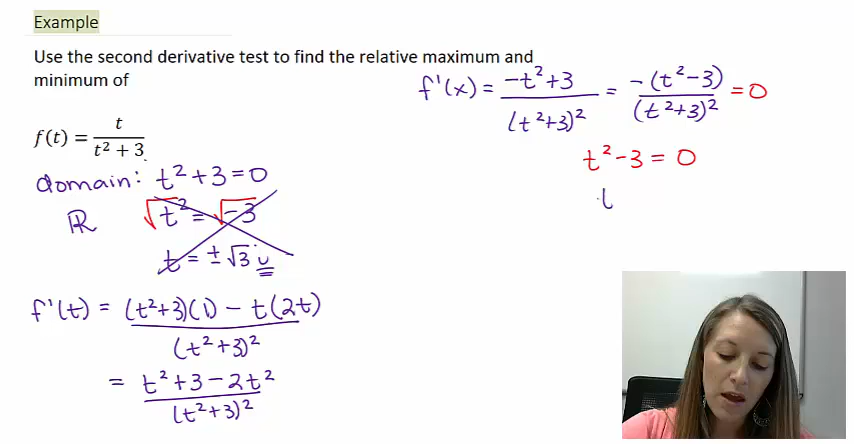 Example
Use the second derivative test to find the relative maximum and
minimum of
f(t) = t / (t² + 3)
domain: t² + 3 = 0
ℝ √t² = √-3
t = ± √3 i
f'(t) = ((t²+3)(1) - t(2t)) / (t²+3)²
= (t² + 3 - 2t²) / (t²+3)²
f'(x) = (-t²+3) / (t²+3)² = -(t²-3) / (t²+3)² = 0
t² - 3 = 0